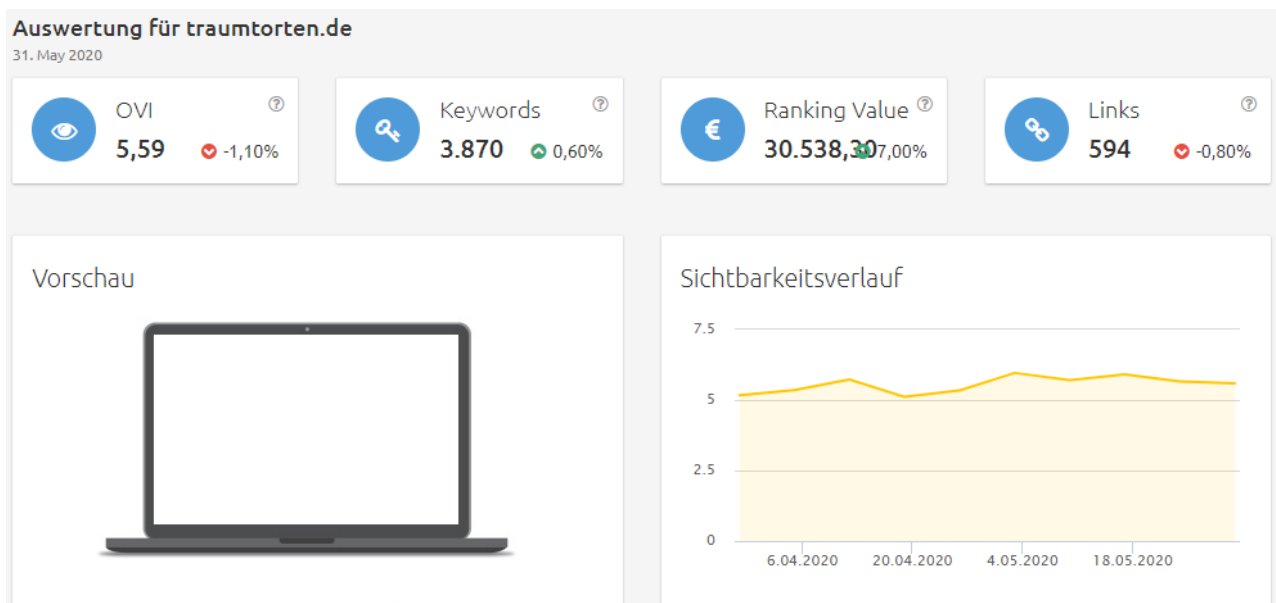 Auswertung für traumtorten.de
31. May 2020
OVI
5,59 -1,10%
Keywords
3.870 0,60%
Ranking Value
30.538,30 7,00%
Links
594 -0,80%
Vorschau
Sichtbarkeitsverlauf
7.5
5
2.5
0
6.04.2020 20.04.2020 4.05.2020 18.05.2020